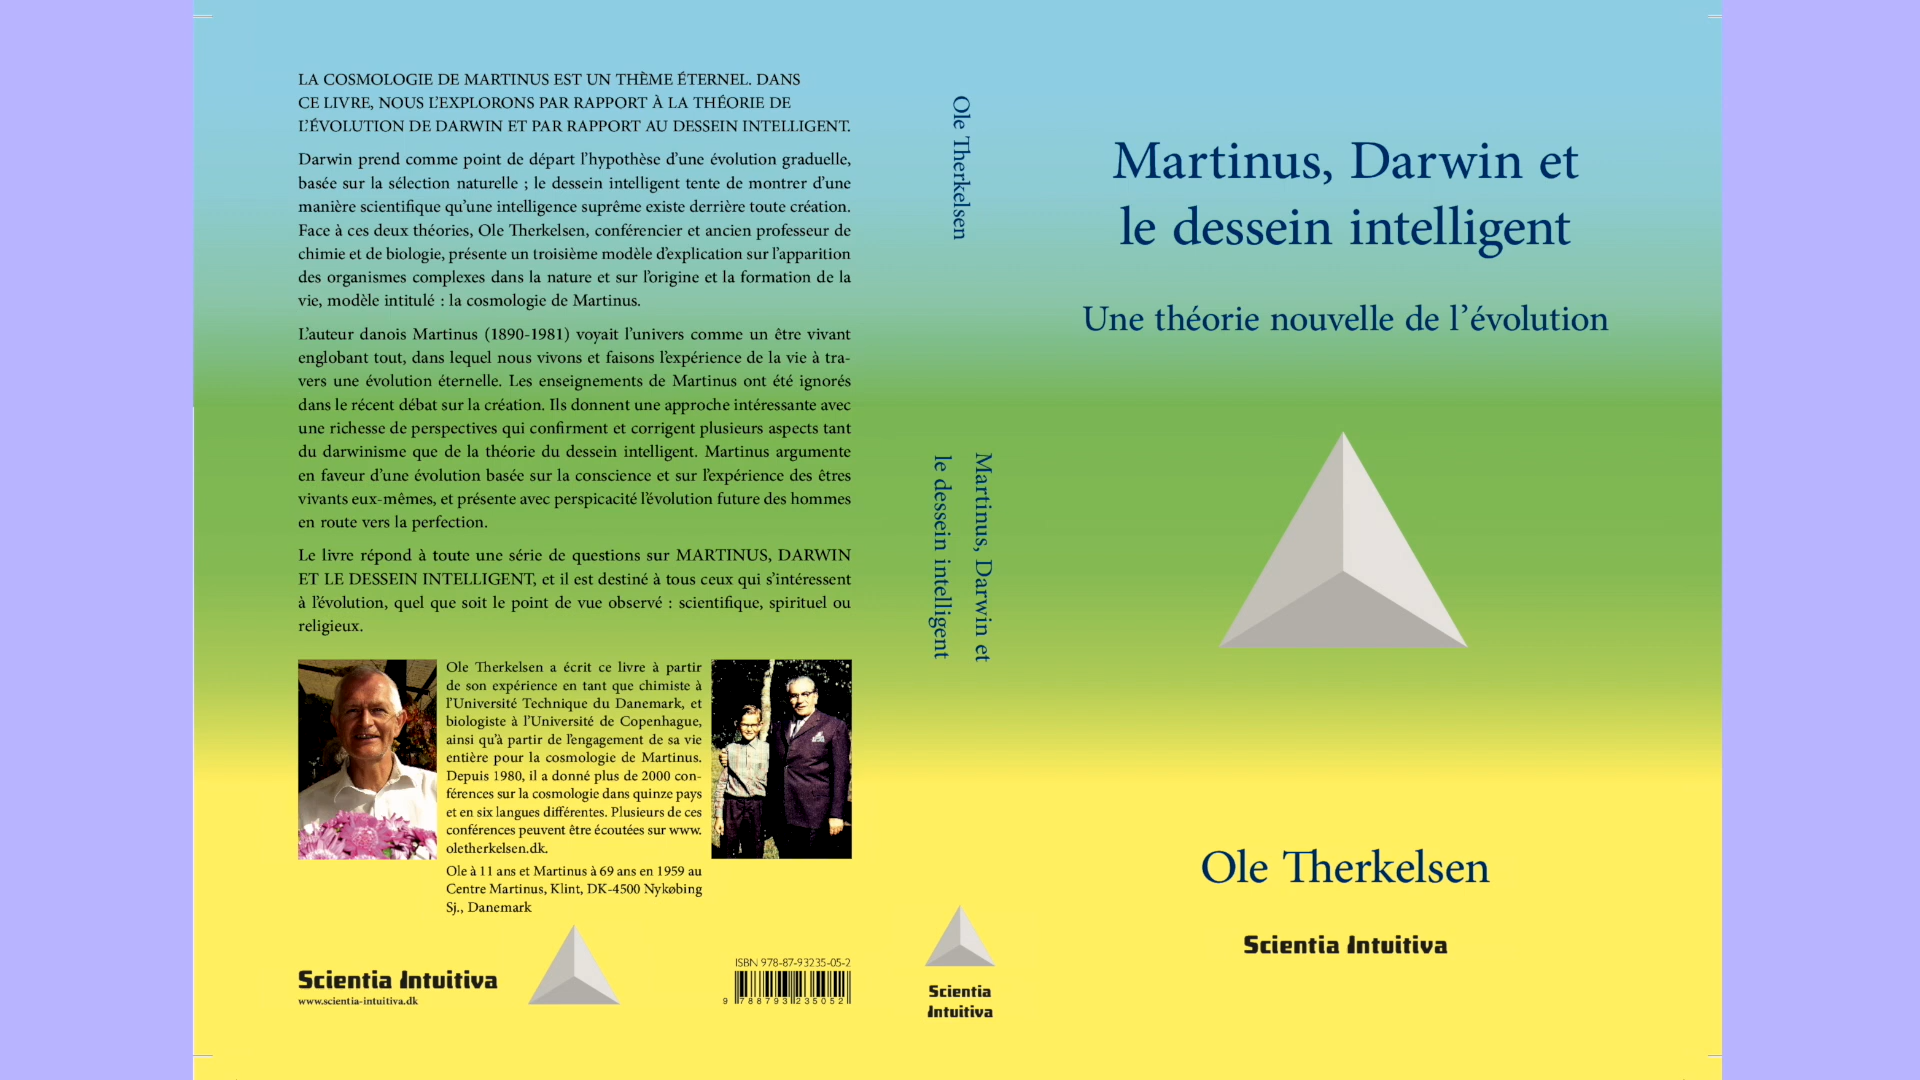 LA COSMOLOGIE DE MARTINUS EST UN THÈME ÉTERNEL. DANS
CE LIVRE, NOUS L'EXPLORONS PAR RAPPORT À LA THÉORIE DE
L'ÉVOLUTION DE DARWIN ET PAR RAPPORT AU DESSEIN INTELLIGENT.
Darwin prend comme point de départ l'hypothèse d'une évolution graduelle,
basée sur la sélection naturelle ; le dessein intelligent tente de montrer d'une
manière scientifique qu'une intelligence suprême existe derrière toute création.
Face à ces deux théories, Ole Therkelsen, conférencier et ancien professeur de
chimie et de biologie, présente un troisième modèle d'explication sur l'apparition
des organismes complexes dans la nature et sur l'origine et la formation de la
vie, modèle intitulé : la cosmologie de Martinus.
L'auteur danois Martinus (1890-1981) voyait l'univers comme un être vivant
englobant tout, dans lequel nous vivons et faisons l'expérience de la vie à tra-
vers une évolution éternelle. Les enseignements de Martinus ont été ignorés
dans le récent débat sur la création. Ils donnent une approche intéressante avec
une richesse de perspectives qui confirment et corrigent plusieurs aspects tant
du darwinisme que de la théorie du dessein intelligent. Martinus argumente
en faveur d'une évolution basée sur la conscience et sur l'expérience des êtres
vivants eux-mêmes, et présente avec perspicacité l'évolution future des hommes
en route vers la perfection.
Le livre répond à toute une série de questions sur MARTINUS, DARWIN
ET LE DESSEIN INTELLIGENT, et il est destiné à tous ceux qui s'intéressent
à l'évolution, quel que soit le point de vue observé : scientifique, spirituel ou
religieux.
Ole Therkelsen a écrit ce livre à partir
de son expérience en tant que chimiste à
l'Université Technique du Danemark, et
biologiste à l'Université de Copenhague,
ainsi qu'à partir de l'engagement de sa vie
entière pour la cosmologie de Martinus.
Depuis 1980, il a donné plus de 2000 con-
férences sur la cosmologie dans quinze pays
et en six langues différentes. Plusieurs de ces
conférences peuvent être écoutées sur www.
oletherkelsen.dk.
Ole à 11 ans et Martinus à 69 ans en 1959 au
Centre Martinus, Klint, DK-4500 Nykøbing
Sj., Danemark
Scientia Intuitiva
www.scientia-intuitiva.dk
ISBN 978-87-93235-05-2
9 788793 235052
Ole Therkelsen
Martinus, Darwin et
le dessein intelligent
Scientia
Intuitiva
Martinus, Darwin et
le dessein intelligent
Une théorie nouvelle de l'évolution
Ole Therkelsen
Scientia Intuitiva